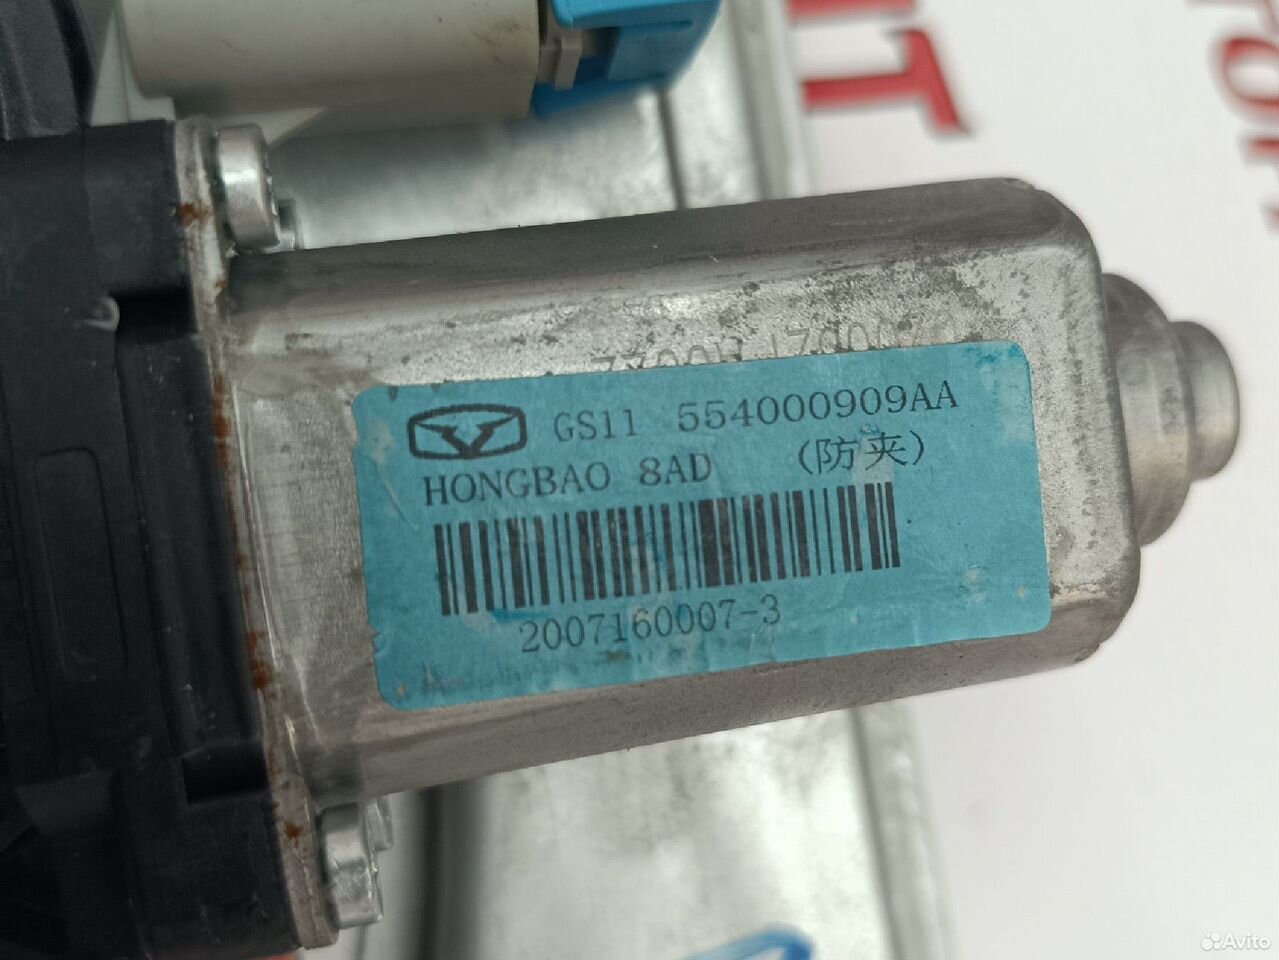 GS11 554000909AA
HONGBAO 8AD (防夹)
2007160007-3
Avito